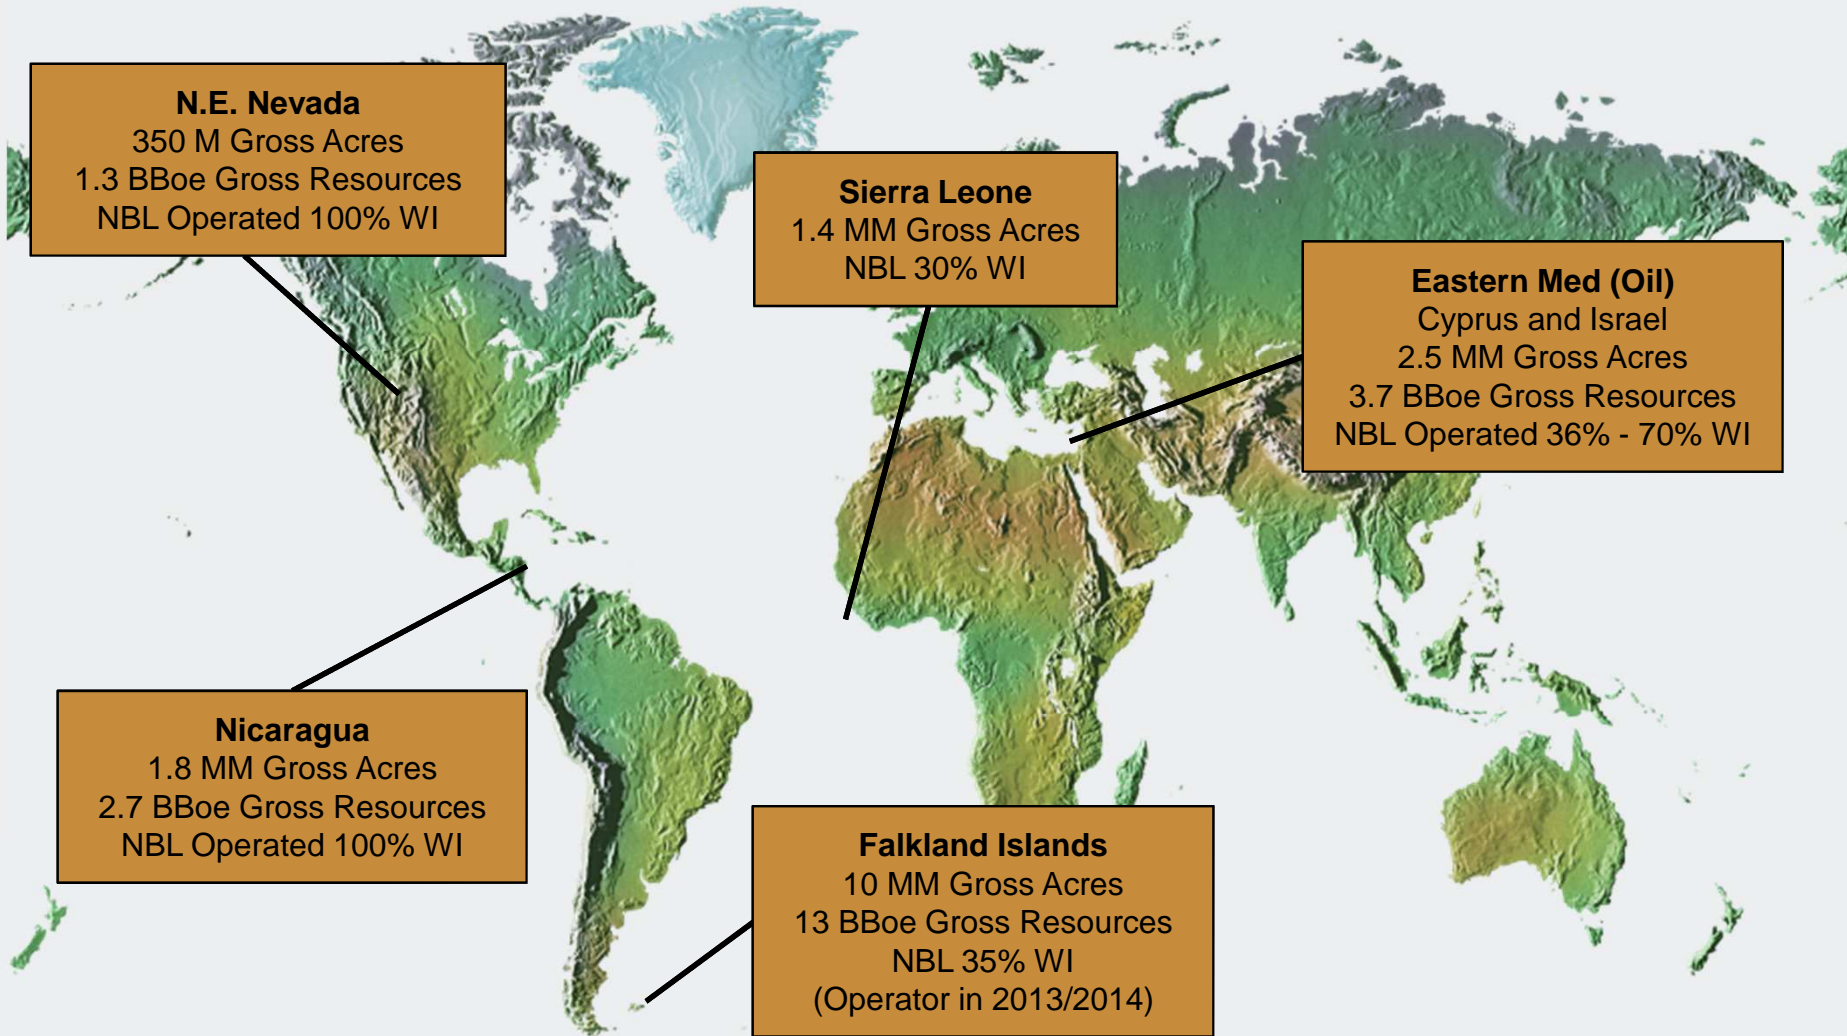 N.E. Nevada
350 M Gross Acres
1.3 BBoe Gross Resources
NBL Operated 100% WI
Sierra Leone
1.4 MM Gross Acres
NBL 30% WI
Eastern Med (Oil)
Cyprus and Israel
2.5 MM Gross Acres
3.7 BBoe Gross Resources
NBL Operated 36% - 70% WI
Nicaragua
1.8 MM Gross Acres
2.7 BBoe Gross Resources
NBL Operated 100% WI
Falkland Islands
10 MM Gross Acres
13 BBoe Gross Resources
NBL 35% WI
(Operator in 2013/2014)